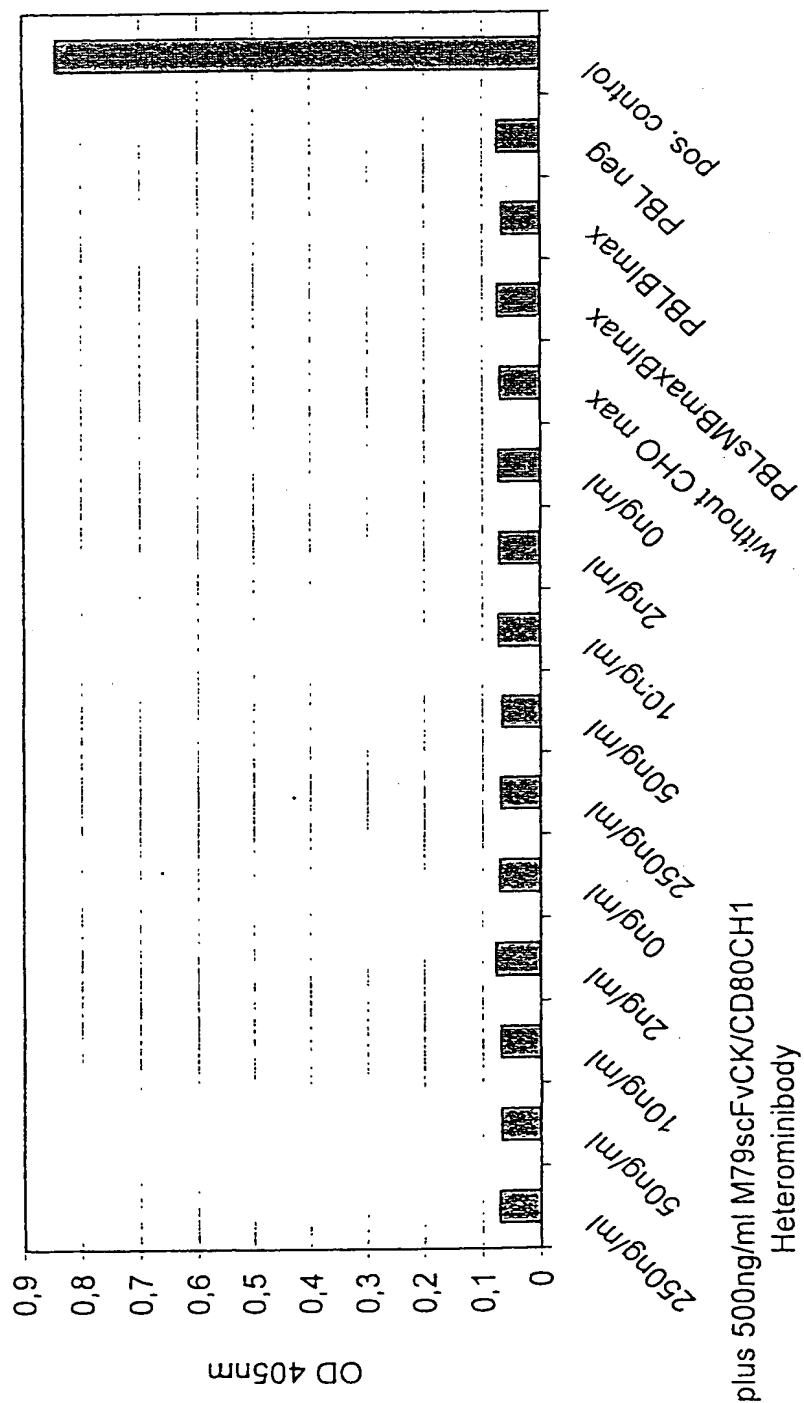 OD 405nm
0,9
0,8
0,7
0,6
0,5
0,4
0,3
0,2
0,1
0
250ng/ml
50ng/ml
10ng/ml
2ng/ml
0ng/ml
250ng/ml
50ng/ml
10ng/ml
2ng/ml
0ng/ml
without CHO max
PBLsMBmaxBlmax
PBLBlmax
PBL neg
pos. control
plus 500ng/ml M79scFvCK/CD80CH1
Heterominibody